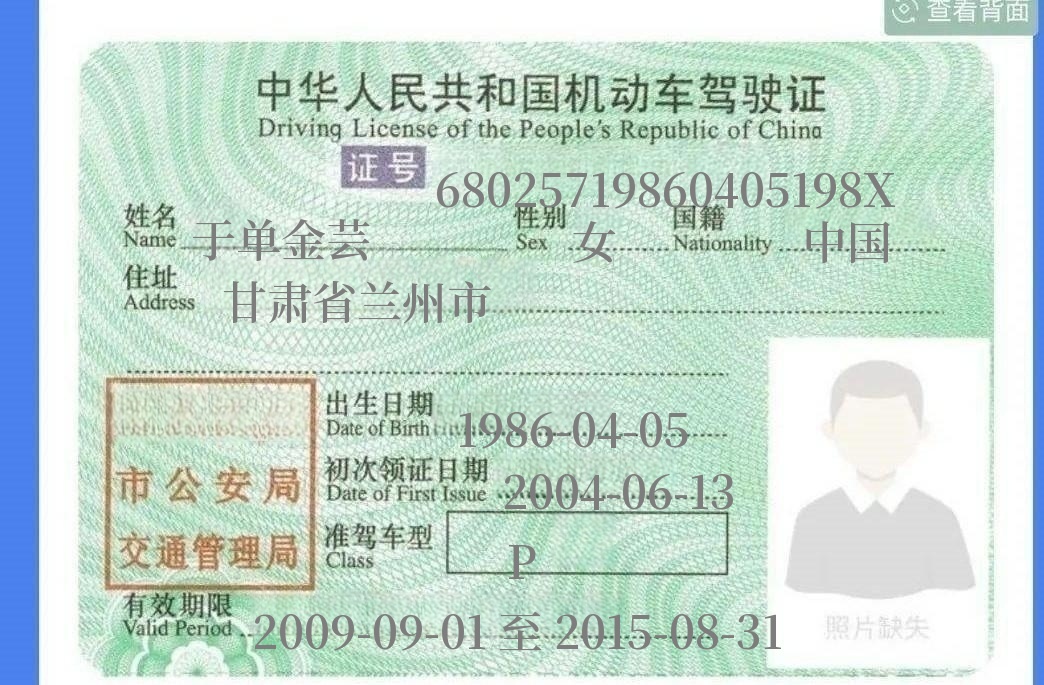 查看背面
中华人民共和国机动车驾驶证
Driving License of the People's Republic of China
证号 68025719860405198X
姓名 Name 于单金芸 性别 Sex 女 国籍 Nationality 中国
住址 Address 甘肃省兰州市
出生日期 Date of Birth 1986-04-05
初次领证日期 Date of First Issue 2004-06-13
市公安局
交通管理局
准驾车型 Class P
有效期限 Valid Period 2009-09-01 至 2015-08-31
照片缺失